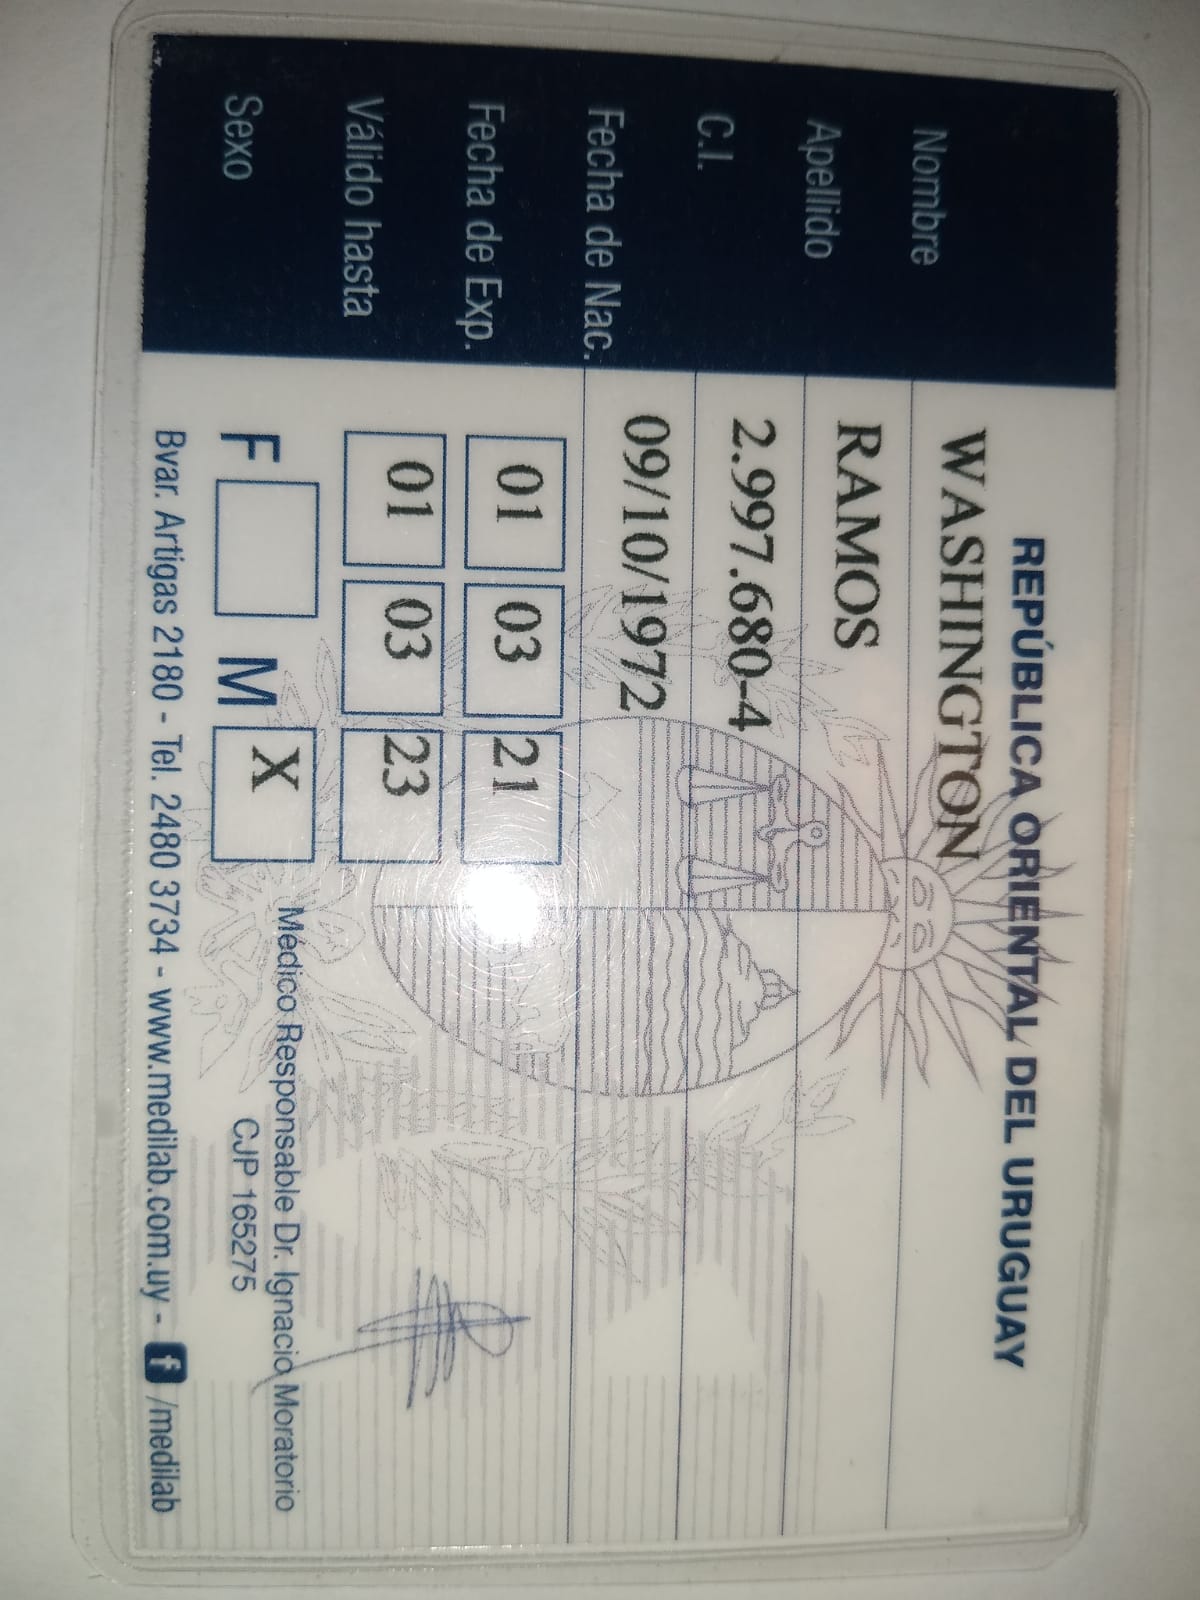 REPÚBLICA ORIENTAL DEL URUGUAY
Nombre WASHINGTON
Apellido RAMOS
C.I. 2.997.680-4
Fecha de Nac. 09/10/1972
Fecha de Exp. 01 03 21
Válido hasta 01 03 23
Sexo F M X
Médico Responsable Dr. Ignacio Moratorio
CJP 165275
Bvar. Artigas 2180 - Tel. 2480 3734 - www.medilab.com.uy - f /medilab